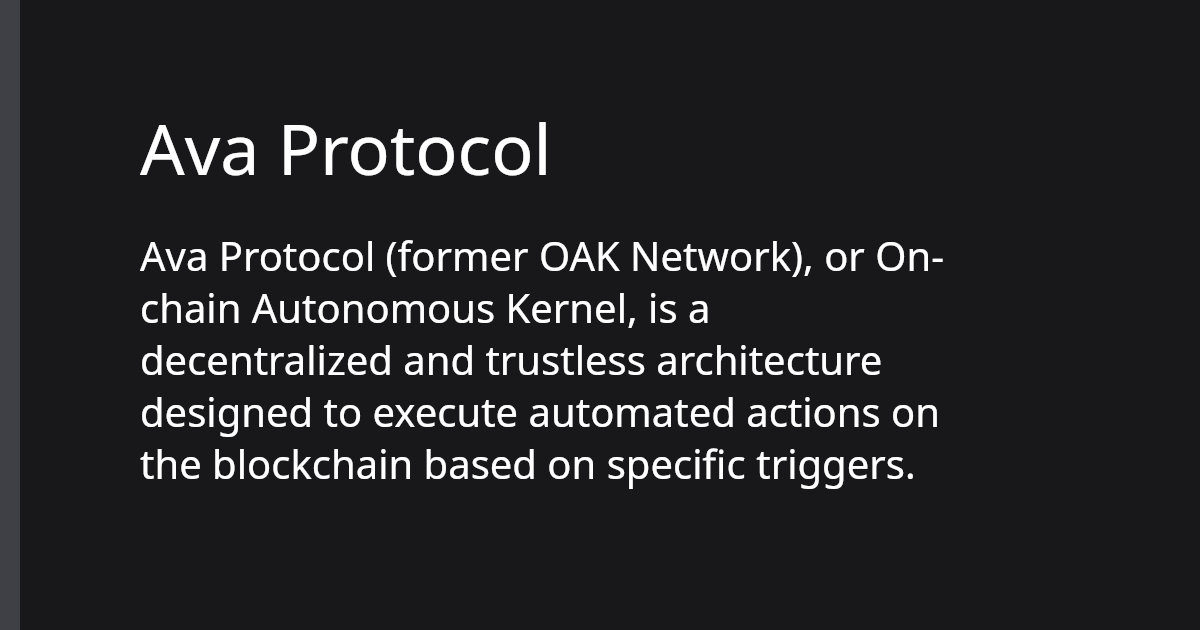 Ava Protocol
Ava Protocol (former OAK Network), or On-
chain Autonomous Kernel, is a
decentralized and trustless architecture
designed to execute automated actions on
the blockchain based on specific triggers.